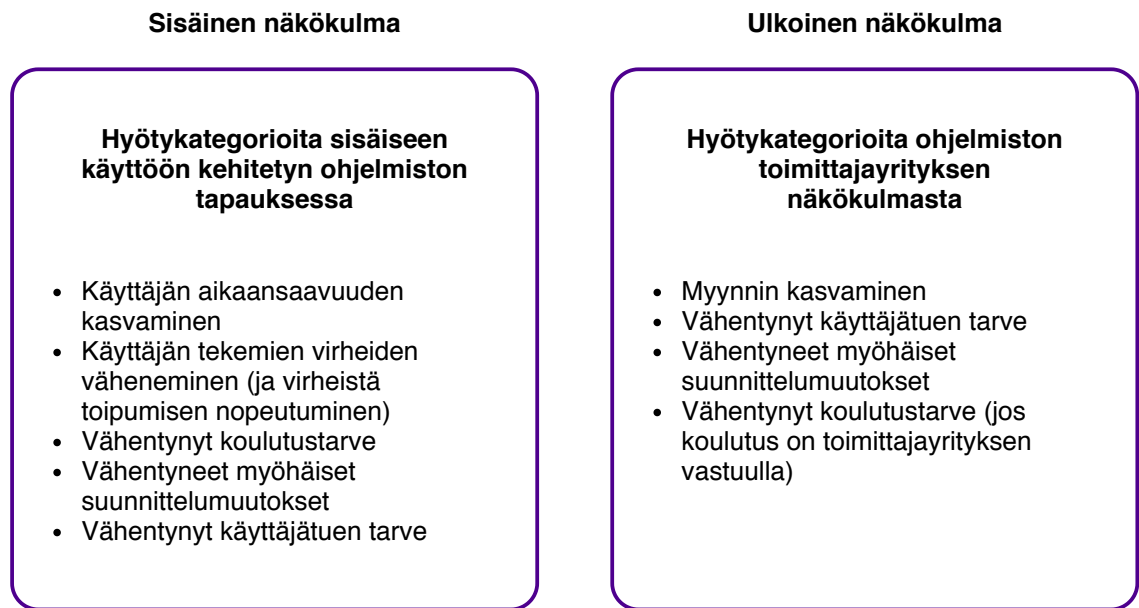 Sisäinen näkökulma
Hyötykategorioita sisäiseen
käyttöön kehitetyn ohjelmiston
tapauksessa
• Käyttäjän aikaansaavuuden
kasvaminen
• Käyttäjän tekemien virheiden
väheneminen (ja virheistä
toipumisen nopeutuminen)
• Vähentynyt koulutustarve
• Vähentyneet myöhäiset
suunnittelumuutokset
• Vähentynyt käyttäjätuen tarve
Ulkoinen näkökulma
Hyötykategorioita ohjelmiston
toimittajayrityksen
näkökulmasta
• Myynnin kasvaminen
• Vähentynyt käyttäjätuen tarve
• Vähentyneet myöhäiset
suunnittelumuutokset
• Vähentynyt koulutustarve (jos
koulutus on toimittajayrityksen
vastuulla)